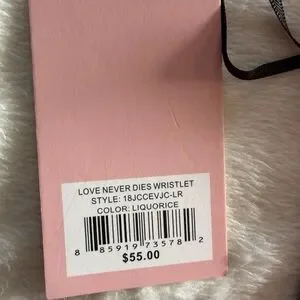 LOVE NEVER DIES WRISTLET
STYLE: 18JCCEVJC-LR
COLOR: LIQUORICE
8 85919 73578 2
$55.00